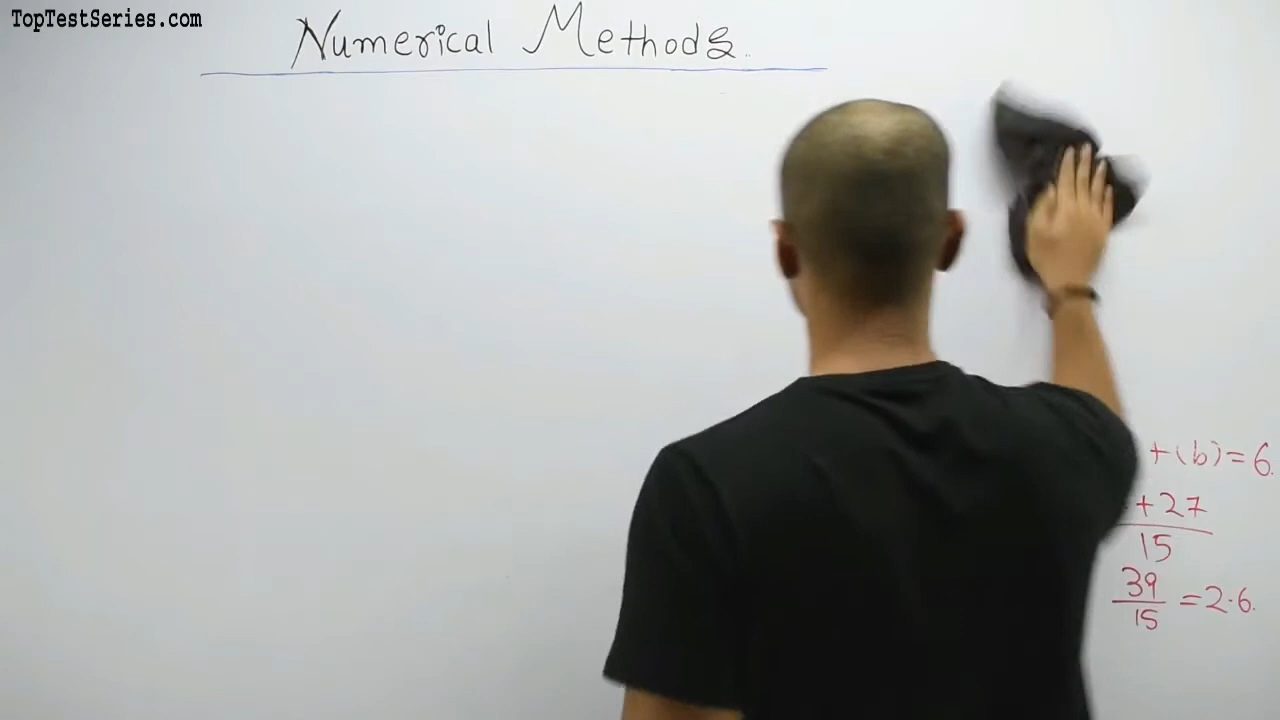 TopTestSeries.com
Numerical Methods
+(b)=6.
+27
15
39
15
=2.6.